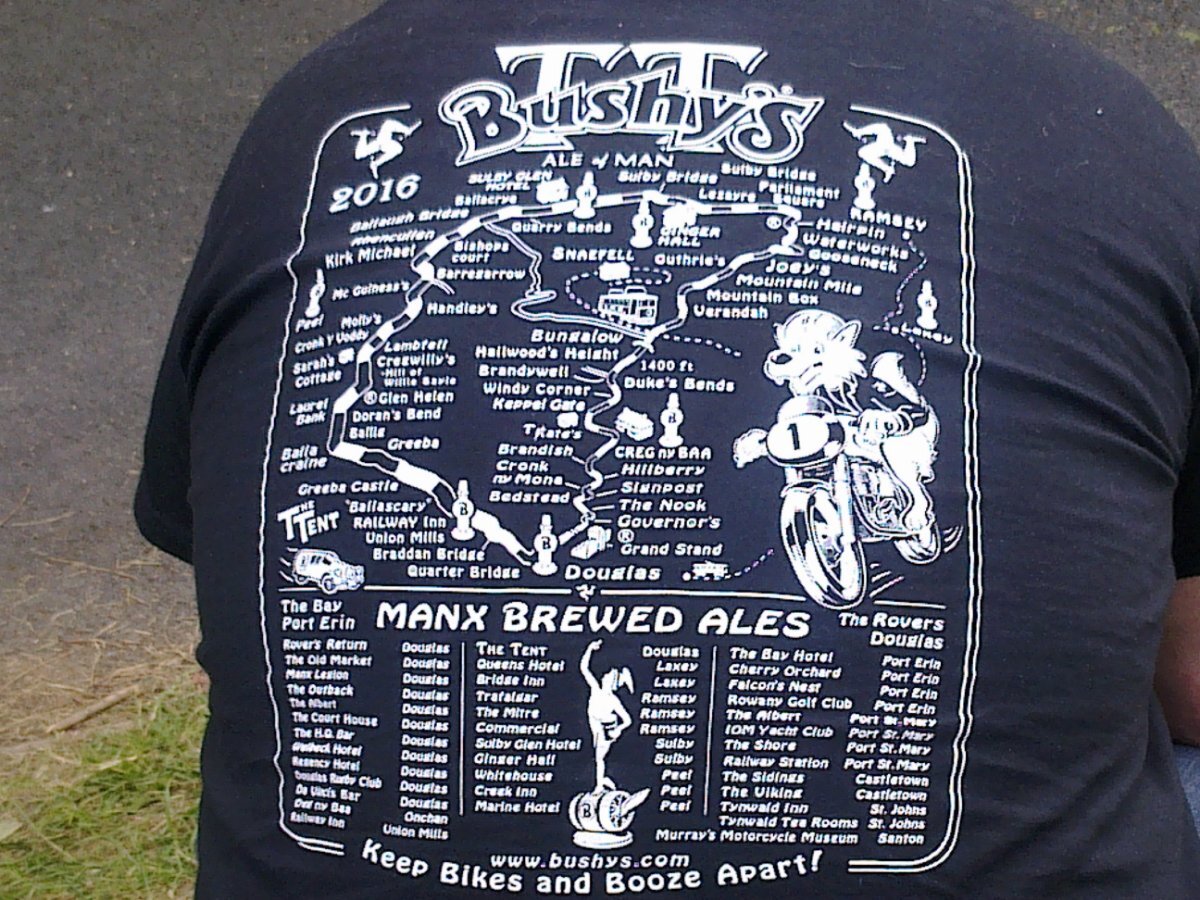 TT
Bushy's
ALE of MAN
2016
SULBY GLEN HOTEL
Ballacrye
Sulby Bridge
Sulby Bridge
Lezayre
Parliament Square
RAMSEY
Ballaugh Bridge
Quarry Bends
GINGER HALL
Hairpin
Waterworks
Gooseneck
Kirk Michael
Bishops court
SNAEFELL
Guthrie's
Joey's
Barregarrow
Mountain Mile
Mc Guiness's
Mountain Box
Handley's
Verandah
Peel
Molly's
Laxey
Cronk Y Voddy
Lambfell
Bungalow
Sarah's Cottage
Cregwilly's
Hailwood's Height
1400 ft
Brandywell
Duke's Bends
Glen Helen
Windy Corner
Laurel Bank
Doran's Bend
Keppel Gate
Ballig
Kate's
Balla craine
Greeba
Brandish
CREG ny BAA
Cronk ny Mona
Hillberry
Greeba Castle
Bedstead
Signpost
THE TENT
Ballascary
The Nook
RAILWAY Inn
Governor's
Union Mills
Grand Stand
Braddan Bridge
Quarter Bridge
Douglas
The Bay
Port Erin
MANX BREWED ALES
The Rovers
Douglas
Rover's Return Douglas
The Old Market Douglas
Manx Legion Douglas
The Outback Douglas
The Albert Douglas
The Court House Douglas
The H.Q. Bar Douglas
Hotel Douglas
Regency Hotel Douglas
Douglas Rugby Club Douglas
Da Vincis Bar Douglas
ny Baa Onchan
Railway Inn Union Mills
THE TENT Douglas
Queens Hotel Laxey
Bridge Inn Laxey
Trafalgar Ramsey
The Mitre Ramsey
Commercial Ramsey
Sulby Glen Hotel Sulby
Ginger Hall Sulby
Whitehouse Peel
Creek Inn Peel
Marine Hotel Peel
The Bay Hotel Port Erin
Cherry Orchard Port Erin
Falcon's Nest Port Erin
Rowany Golf Club Port Erin
The Albert Port St. Mary
IOM Yacht Club Port St. Mary
The Shore Port St. Mary
Railway Station Port St. Mary
The Sidings Castletown
The Viking Castletown
Tynwald Inn St. Johns
Tynwald Tea Rooms St. Johns
Murray's Motorcycle Museum Santon
www.bushys.com
Keep Bikes and Booze Apart!
1